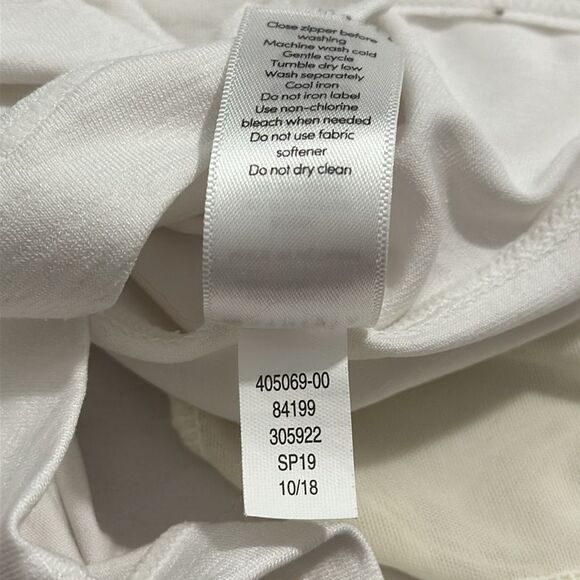 Close zipper before
washing
Machine wash cold
Gentle cycle
Tumble dry low
Wash separately
Cool iron
Do not iron label
Use non-chlorine
bleach when needed
Do not use fabric
softener
Do not dry clean
405069-00
84199
305922
SP19
10/18